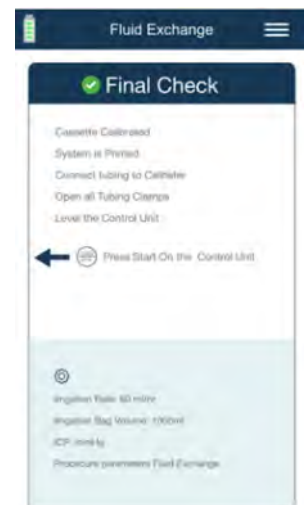 Fluid Exchange
Final Check
Cassette Calibrated
System is Primed
Connect tubing to Catheter
Open all Tubing Clamps
Level the Control Unit
Press Start On the Control Unit
Irrigation Rate: 60 ml/hr
Irrigation Bag Volume: 1000ml
ICP: mmHg
Procedure parameters Fluid Exchange